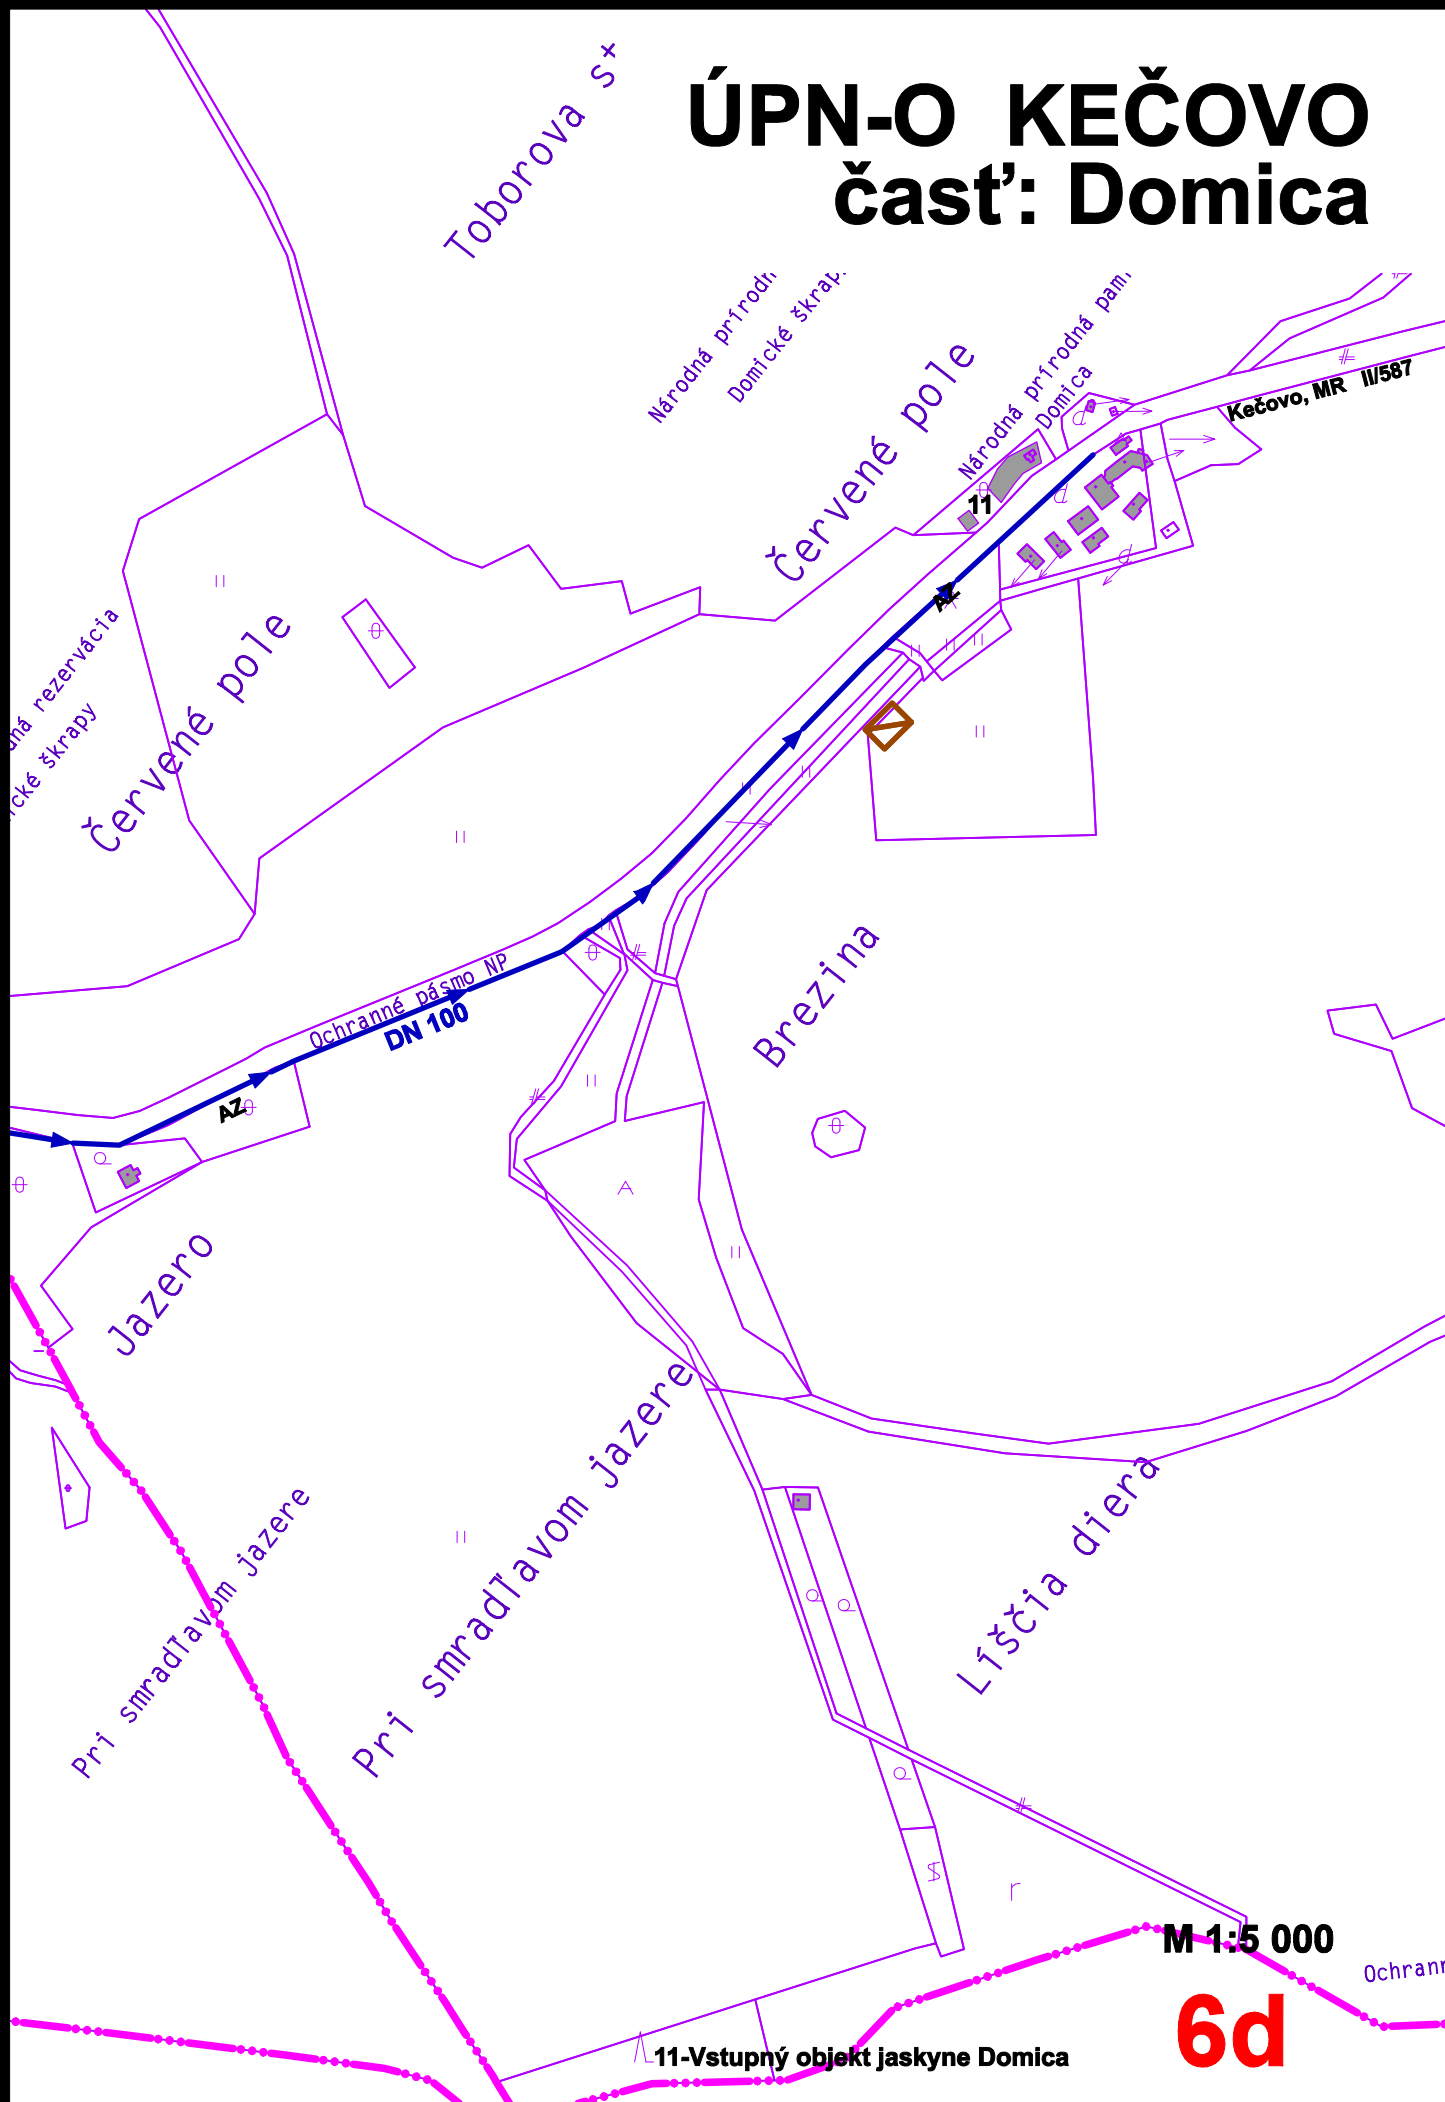 ÚPN-O KEČOVO
časť: Domica
Toborova s
Národná prírodn
Domické škrap
Národná prírodná pam
Domica
Červené pole
Kečovo, MR II/587
11
AZ
rezervácia
škrapy
Červené pole
Ochranné pásmo NP
DN 100
AZ
Brezina
Jazero
Pri smradľavom jazere
Pri smradľavom jazere
Líščia diera
M 1:5 000
Ochrann
6d
11-Vstupný objekt jaskyne Domica